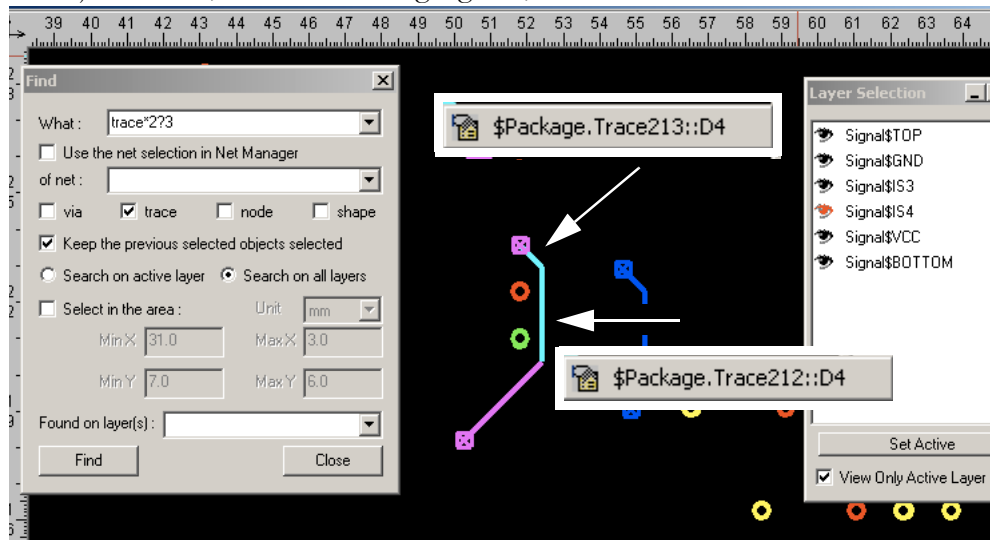 39 40 41 42 43 44 45 46 47 48 49 50 51 52 53 54 55 56 57 58 59 60 61 62 63 64
Find
What :
trace*2?3
Use the net selection in Net Manager
of net :
via
trace
node
shape
Keep the previous selected objects selected
Search on active layer
Search on all layers
Select in the area :
Unit
mm
Min X
31.0
Max X
3.0
Min Y
7.0
Max Y
6.0
Found on layer(s) :
Find
Close
$Package.Trace213::D4
$Package.Trace212::D4
Layer Selection
Signal$TOP
Signal$GND
Signal$IS3
Signal$IS4
Signal$VCC
Signal$BOTTOM
Set Active
View Only Active Layer